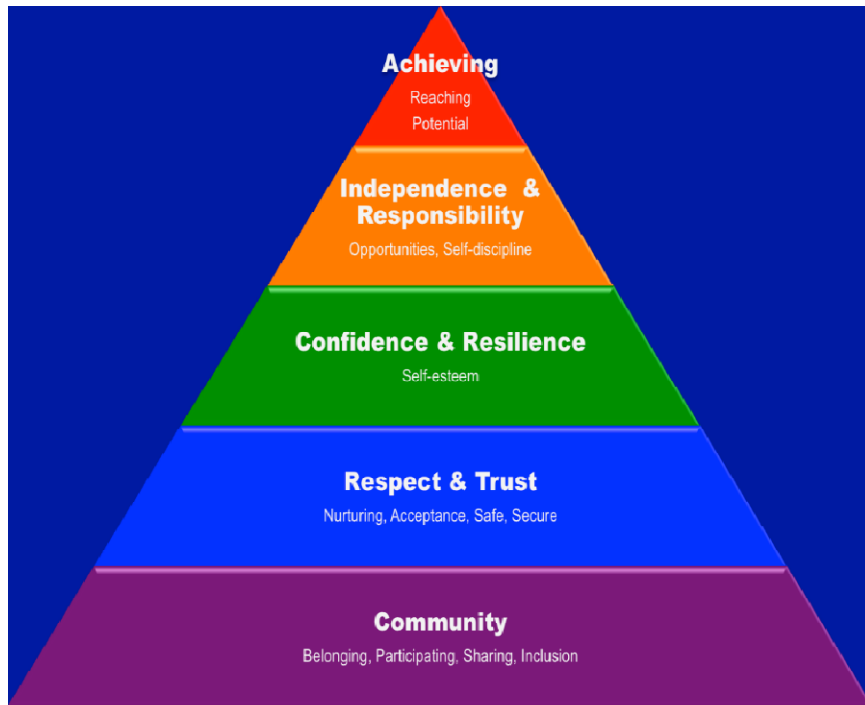 Achieving
Reaching
Potential
Independence &
Responsibility
Opportunities, Self-discipline
Confidence & Resilience
Self-esteem
Respect & Trust
Nurturing, Acceptance, Safe, Secure
Community
Belonging, Participating, Sharing, Inclusion